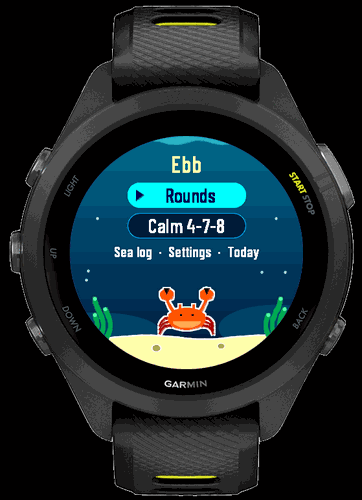 Ebb
Rounds
Calm 4-7-8
Sea log · Settings · Today
LIGHT
START STOP
UP
DOWN
BACK
GARMIN